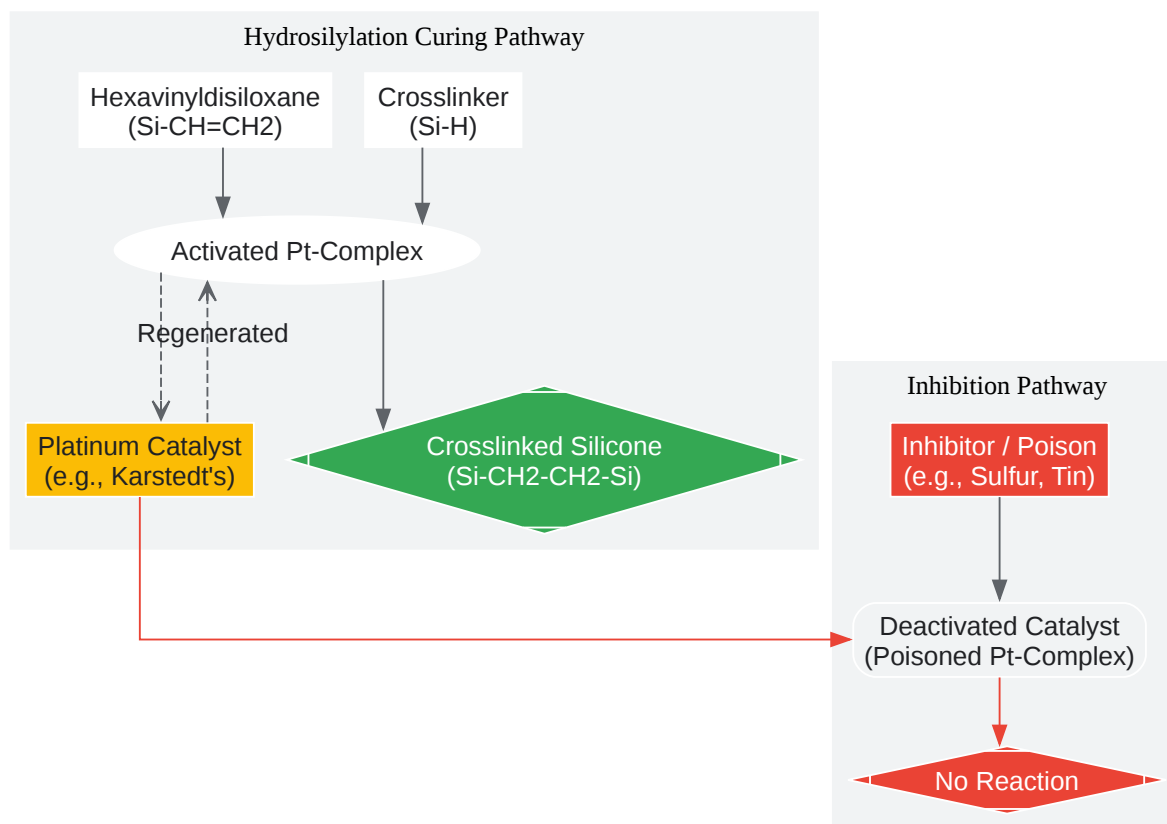 Hydrosilylation Curing Pathway
Hexavinyldisiloxane
(Si-CH=CH2)
Crosslinker
(Si-H)
Activated Pt-Complex
Regenerated
Platinum Catalyst
(e.g., Karstedt's)
Crosslinked Silicone
(Si-CH2-CH2-Si)
Inhibition Pathway
Inhibitor / Poison
(e.g., Sulfur, Tin)
Deactivated Catalyst
(Poisoned Pt-Complex)
No Reaction